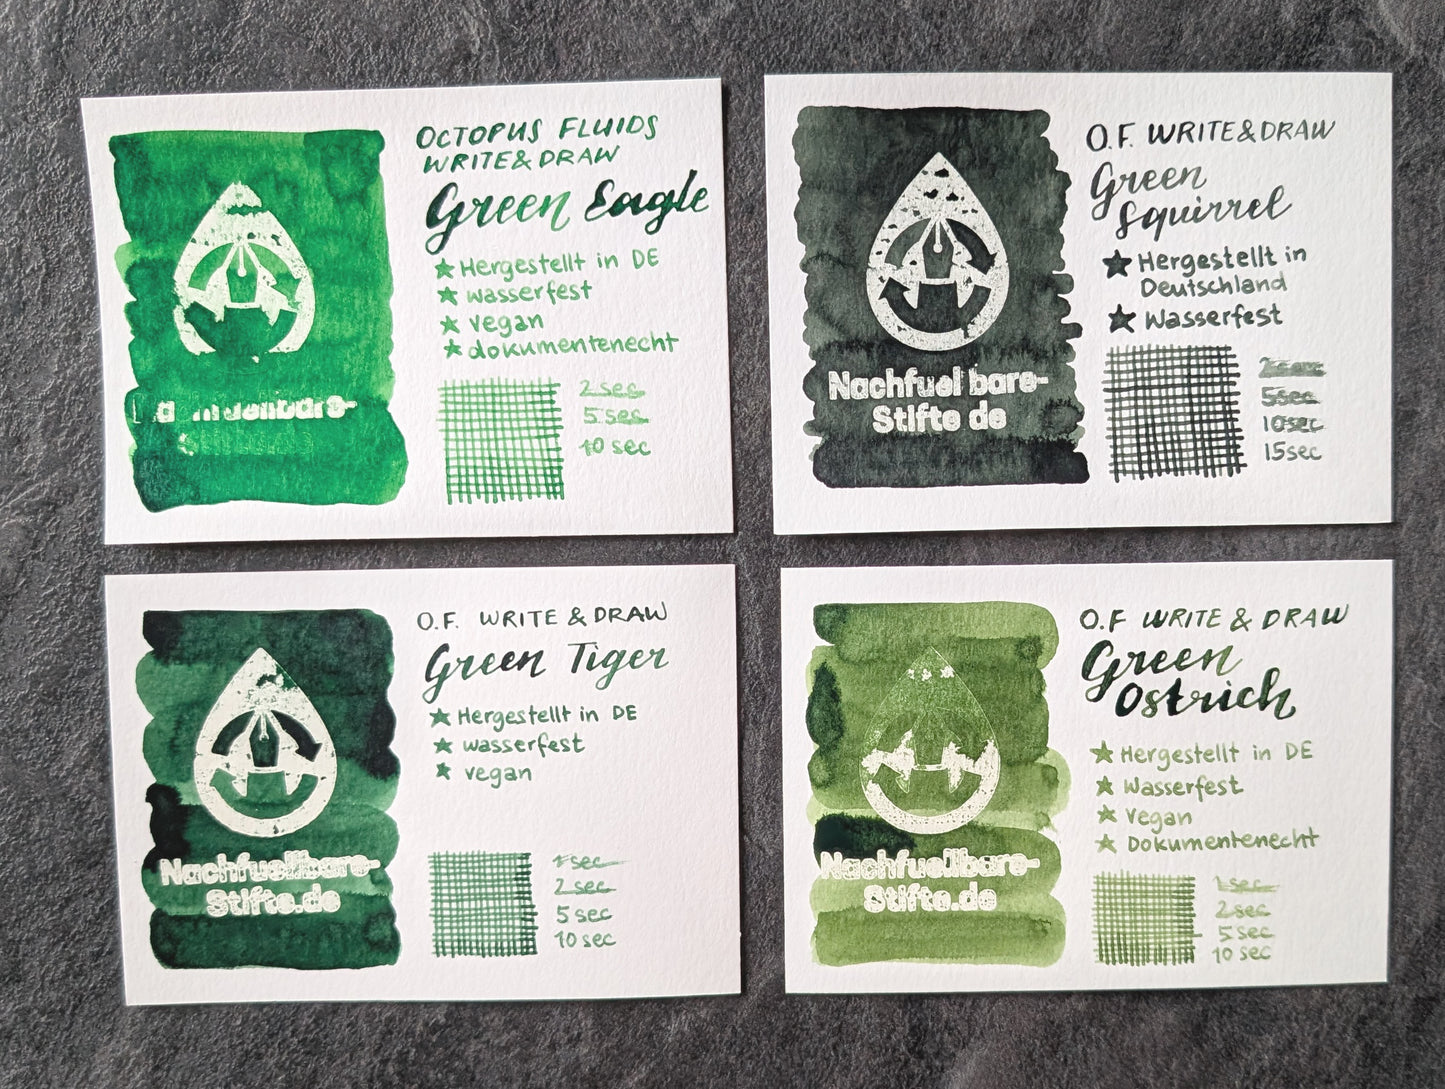 OCTOPUS FLUIDS
WRITE&DRAW
Green Eagle
Hergestellt in DE
wasserfest
vegan
dokumentenecht
2 sec
5 sec
10 sec
O.F. WRITE&DRAW
Green
Squirrel
Hergestellt in
Deutschland
Wasserfest
Nachfuel bare-
Stifte de
5sec
10sec
15sec
O.F. WRITE & DRAW
Green Tiger
Hergestellt in DE
wasserfest
vegan
Nachfuellbare-
Stifte.de
1 sec
2 sec
5 sec
10 sec
O.F WRITE & DRAW
Green
Ostrich
Hergestellt in DE
Wasserfest
vegan
Dokumentenecht
Nachfuellbare-
Stifte.de
1 sec
2 sec
5 sec
10 sec